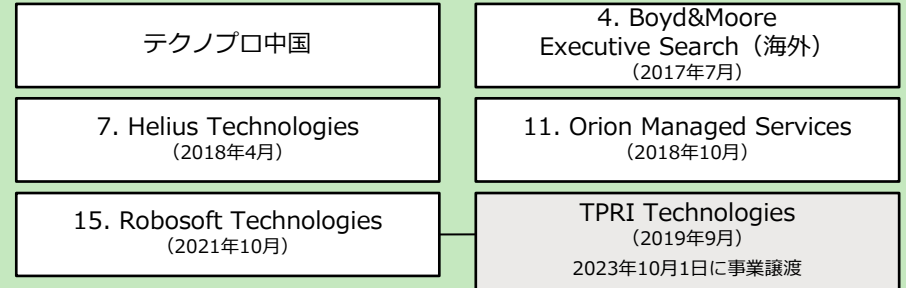 テクノプロ中国
4. Boyd&Moore
Executive Search（海外）
（2017年7月）
7. Helius Technologies
（2018年4月）
11. Orion Managed Services
（2018年10月）
15. Robosoft Technologies
（2021年10月）
TPRI Technologies
（2019年9月）
2023年10月1日に事業譲渡